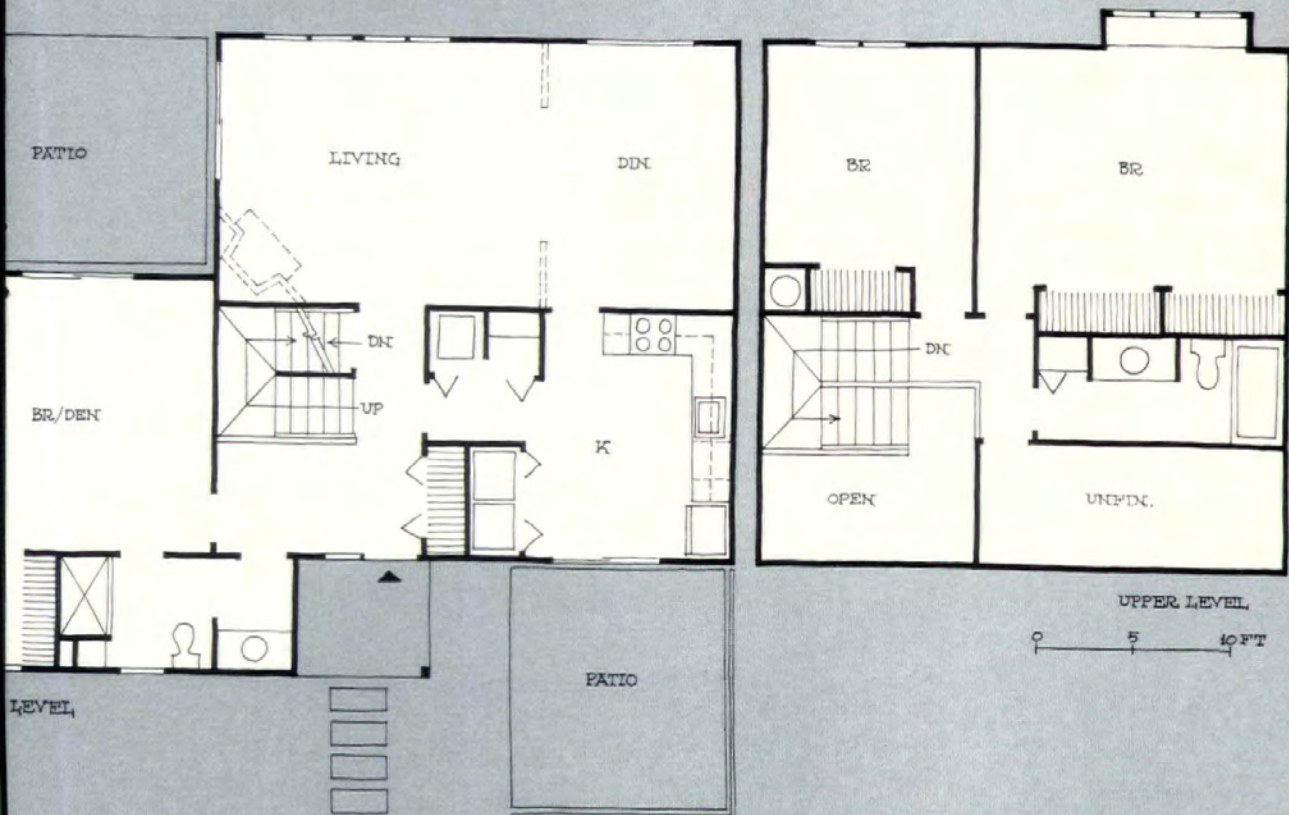 PATIO
LIVING
DIN.
BR
BR
DN
UP
BR/DEN
K
DN
OPEN
UNFIN.
UPPER LEVEL
0 5 10 FT
PATIO
LEVEL